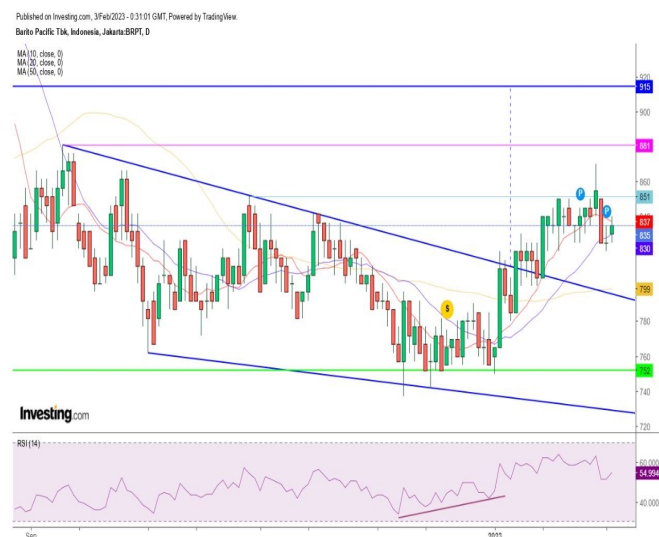 Published on Investing.com, 3/Feb/2023 - 0:31:01 GMT, Powered by TradingView.
Barito Pacific Tbk, Indonesia, Jakarta:BRPT, D
MA (10, close, 0)
MA (20, close, 0)
MA (50, close, 0)
920
915
900
881
860
851
P
P
837
835
830
799
S
780
760
752
740
720
Investing.com
RSI (14)
60.000
54.994
40.000
Sep
2023